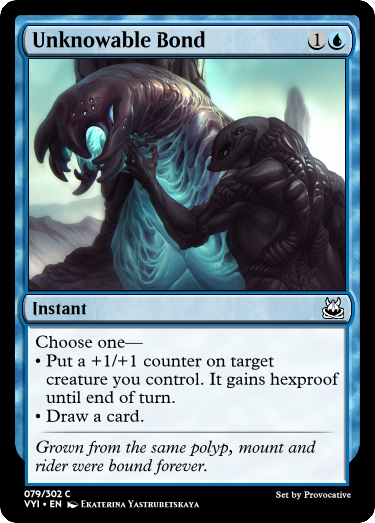 Unknowable Bond 1
Instant
Choose one—
• Put a +1/+1 counter on target
creature you control. It gains hexproof
until end of turn.
• Draw a card.
Grown from the same polyp, mount and
rider were bound forever.
079/302 C
VYI • EN Ekaterina Yastrubetskaya
Set by Provocative